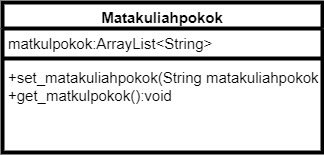 Matakuliahpokok
matkulpokok:ArrayList<String>
+set_matakuliahpokok(String matakuliahpokok
+get_matkulpokok():void